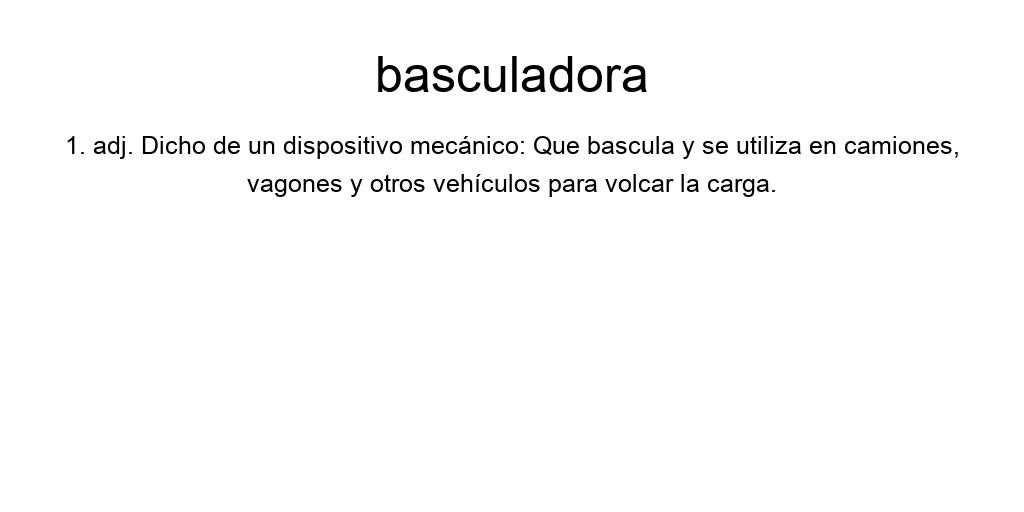 basculadora
1. adj. Dicho de un dispositivo mecánico: Que bascula y se utiliza en camiones,
vagones y otros vehículos para volcar la carga.